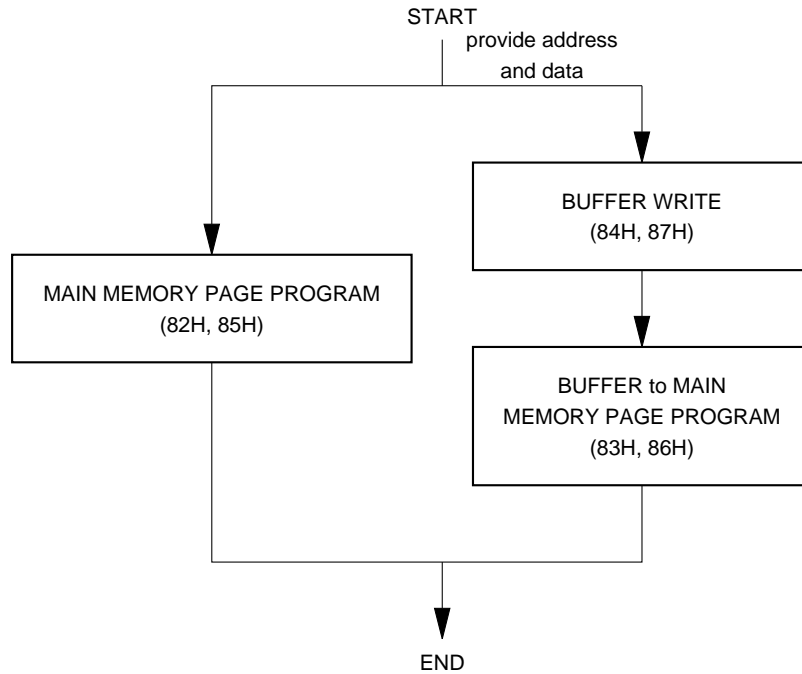 START
provide address
and data
BUFFER WRITE
(84H, 87H)
MAIN MEMORY PAGE PROGRAM
(82H, 85H)
BUFFER to MAIN
MEMORY PAGE PROGRAM
(83H, 86H)
END